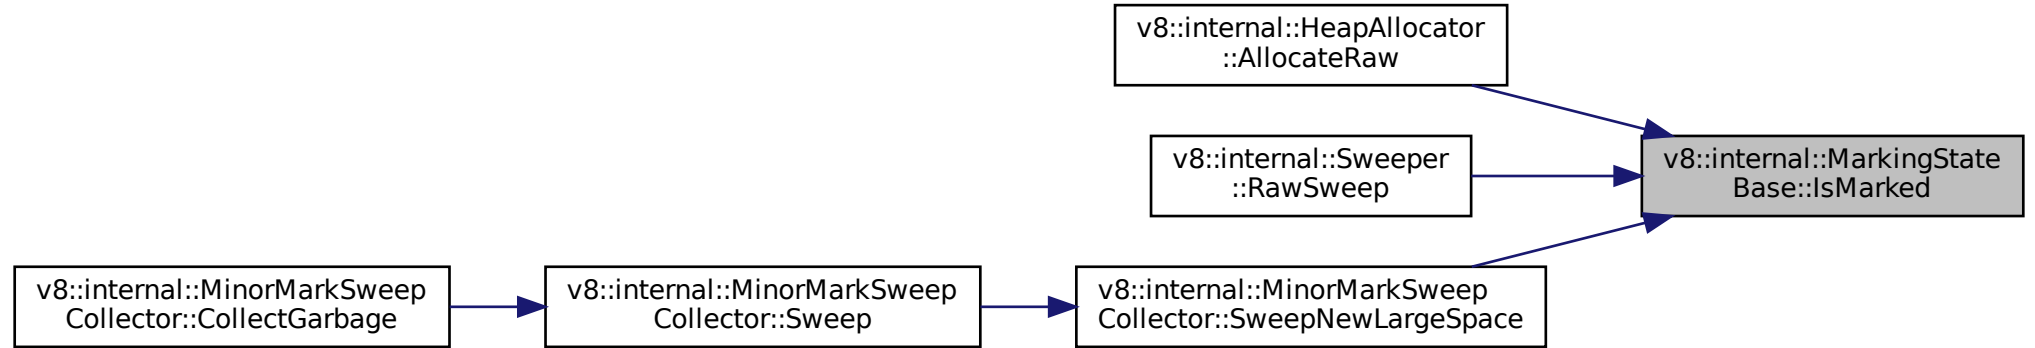 v8::internal::HeapAllocator
::AllocateRaw
v8::internal::Sweeper
::RawSweep
v8::internal::MarkingState
Base::IsMarked
v8::internal::MinorMarkSweep
Collector::CollectGarbage
v8::internal::MinorMarkSweep
Collector::Sweep
v8::internal::MinorMarkSweep
Collector::SweepNewLargeSpace